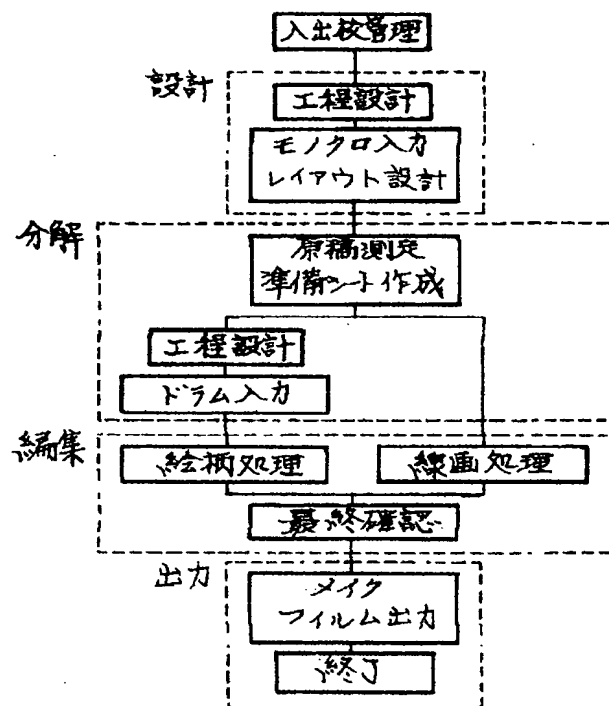 入出校管理
設計
工程設計
モノクロ入力
レイアウト設計
分解
原稿測定
準備シート作成
工程設計
ドラム入力
編集
絵柄処理
線画処理
最終確認
出力
メイク
フィルム出力
終了